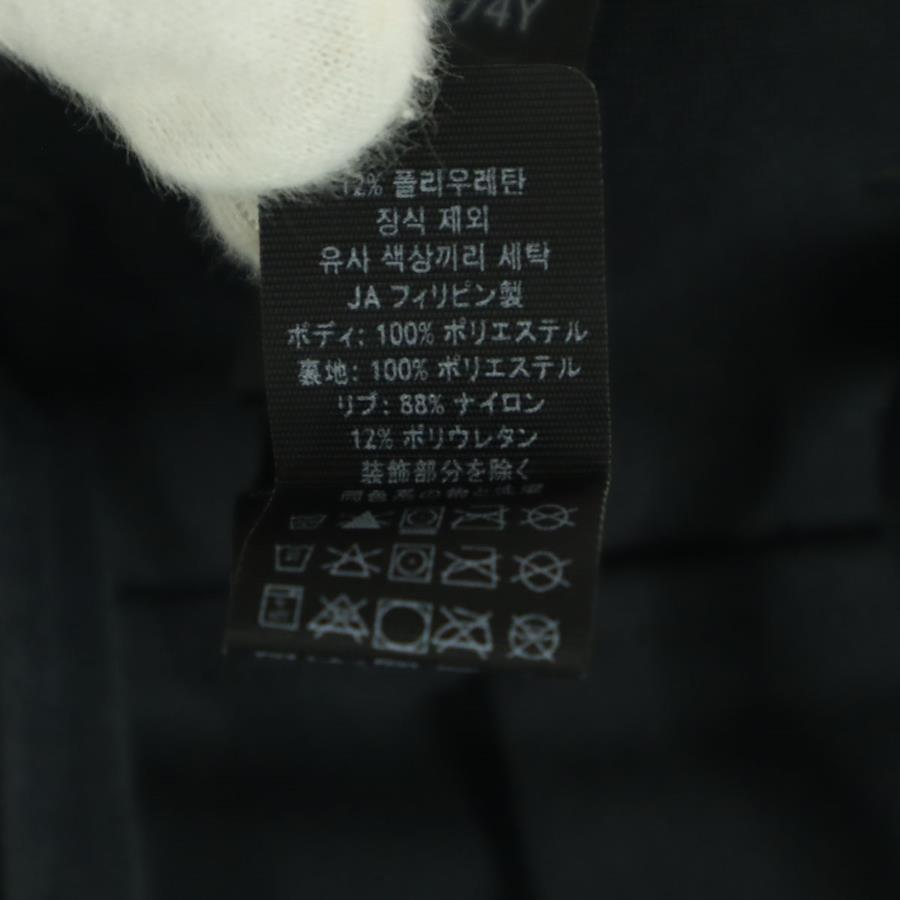 12% 폴리우레탄
장식 제외
유사 색상끼리 세탁
JA フィリピン製
ボディ: 100% ポリエステル
裏地: 100% ポリエステル
リブ: 88% ナイロン
12% ポリウレタン
装飾部分を除く